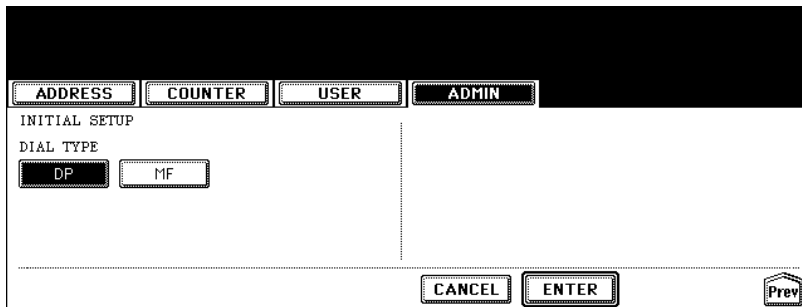 ADDRESS COUNTER USER ADMIN
INITIAL SETUP
DIAL TYPE
DP MF
CANCEL ENTER Prev